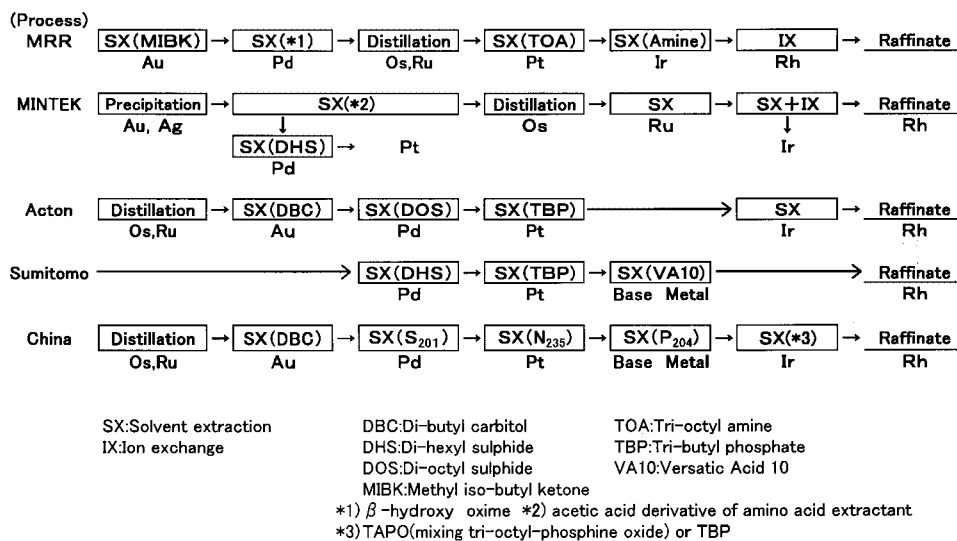 (Process)
MRR SX(MIBK) → SX(*1) → Distillation → SX(TOA) → SX(Amine) → IX → Raffinate
Au Pd Os,Ru Pt Ir Rh
MINTEK Precipitation → SX(*2) → Distillation → SX → SX+IX → Raffinate
Au, Ag Os Ru Rh
SX(DHS) → Pt Ir
Pd
Acton Distillation → SX(DBC) → SX(DOS) → SX(TBP) → SX → Raffinate
Os,Ru Au Pd Pt Ir Rh
Sumitomo → SX(DHS) → SX(TBP) → SX(VA10) → Raffinate
Pd Pt Base Metal Rh
China Distillation → SX(DBC) → SX(S₂₀₁) → SX(N₂₃₅) → SX(P₂₀₄) → SX(*3) → Raffinate
Os,Ru Au Pd Pt Base Metal Ir Rh
SX:Solvent extraction DBC:Di-butyl carbitol TOA:Tri-octyl amine
IX:Ion exchange DHS:Di-hexyl sulphide TBP:Tri-butyl phosphate
DOS:Di-octyl sulphide VA10:Versatic Acid 10
MIBK:Methyl iso-butyl ketone
*1) β-hydroxy oxime *2) acetic acid derivative of amino acid extractant
*3) TAPO(mixing tri-octyl-phosphine oxide) or TBP